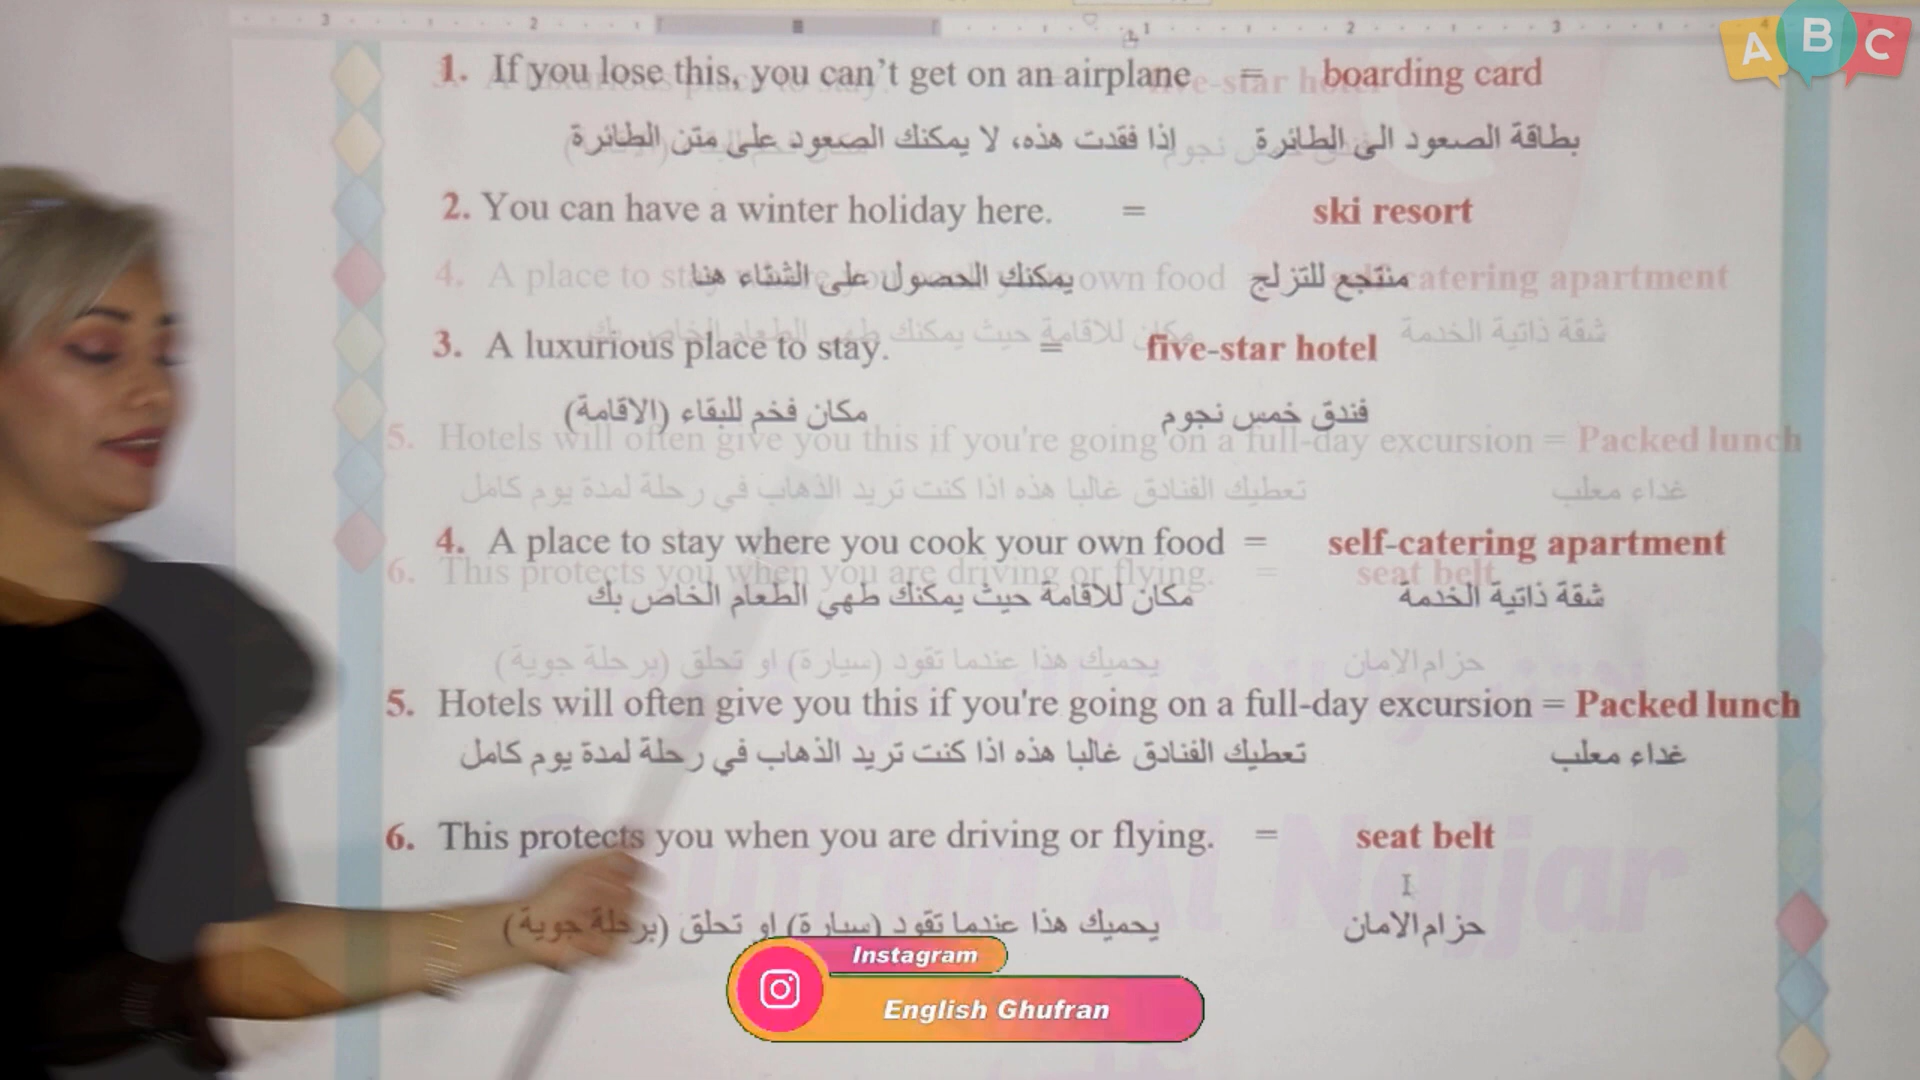 A B C
1. If you lose this, you can't get on an airplane = boarding card
اذا فقدت هذه، لا يمكنك الصعود على متن الطائرة بطاقة الصعود الى الطائرة
2. You can have a winter holiday here. = ski resort
يمكنك الحصول على الشتاء هنا منتجع للتزلج
3. A luxurious place to stay. = five-star hotel
مكان فخم للبقاء (الاقامة) فندق خمس نجوم
4. A place to stay where you cook your own food = self-catering apartment
مكان للاقامة حيث يمكنك طهي الطعام الخاص بك شقة ذاتية الخدمة
5. Hotels will often give you this if you're going on a full-day excursion = Packed lunch
تعطيك الفنادق غالبا هذه اذا كنت تريد الذهاب في رحلة لمدة يوم كامل غداء معلب
6. This protects you when you are driving or flying. = seat belt
يحميك هذا عندما تقود (سيارة) او تحلق (برحلة جوية) حزام الامان
Instagram
English Ghufran